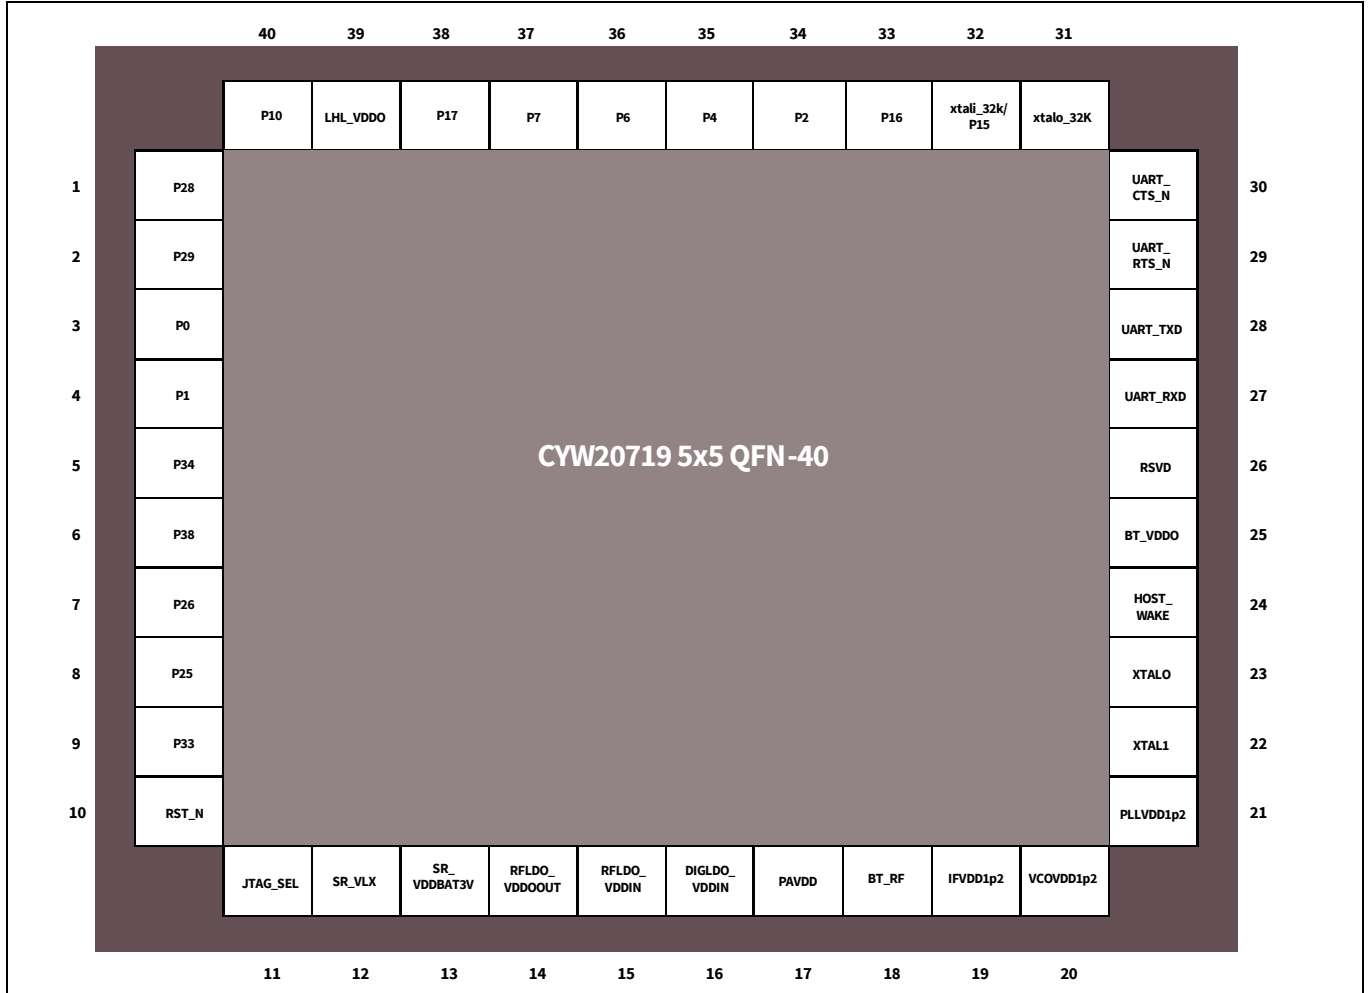 40 39 38 37 36 35 34 33 32 31
P10 LHL_VDDO P17 P7 P6 P4 P2 P16 xtali_32k/ xtalo_32K
P15
1 P28 UART_ 30
CTS_N
2 P29 UART_ 29
RTS_N
3 P0 UART_TXD 28
4 P1 UART_RXD 27
CYW20719 5x5 QFN-40
5 P34 RSVD 26
6 P38 BT_VDDO 25
7 P26 HOST_ 24
WAKE
8 P25 XTALO 23
9 P33 XTAL1 22
10 RST_N PLLVDD1p2 21
JTAG_SEL SR_VLX SR_ RFLDO_ RFLDO_ DIGLDO_ PAVDD BT_RF IFVDD1p2 VCOVDD1p2
VDDBAT3V VDDOOUT VDDIN VDDIN
11 12 13 14 15 16 17 18 19 20